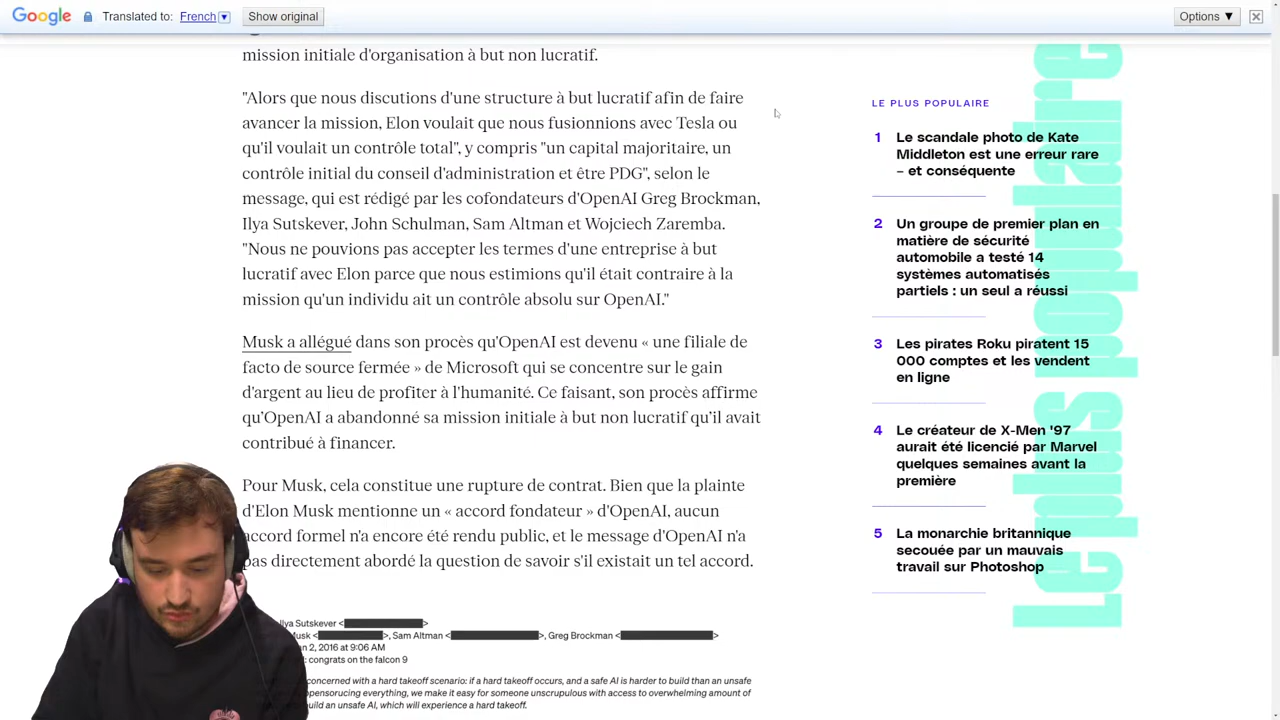 Google Translated to: French Show original Options ▼
mission initiale d'organisation à but non lucratif.
"Alors que nous discutions d'une structure à but lucratif afin de faire
avancer la mission, Elon voulait que nous fusionnions avec Tesla ou
qu'il voulait un contrôle total", y compris "un capital majoritaire, un
contrôle initial du conseil d'administration et être PDG", selon le
message, qui est rédigé par les cofondateurs d'OpenAI Greg Brockman,
Ilya Sutskever, John Schulman, Sam Altman et Wojciech Zaremba.
"Nous ne pouvions pas accepter les termes d'une entreprise à but
lucratif avec Elon parce que nous estimions qu'il était contraire à la
mission qu'un individu ait un contrôle absolu sur OpenAI."
Musk a allégué dans son procès qu'OpenAI est devenu « une filiale de
facto de source fermée » de Microsoft qui se concentre sur le gain
d'argent au lieu de profiter à l'humanité. Ce faisant, son procès affirme
qu'OpenAI a abandonné sa mission initiale à but non lucratif qu'il avait
contribué à financer.
Pour Musk, cela constitue une rupture de contrat. Bien que la plainte
d'Elon Musk mentionne un « accord fondateur » d'OpenAI, aucun
accord formel n'a encore été rendu public, et le message d'OpenAI n'a
pas directement abordé la question de savoir s'il existait un tel accord.
Ilya Sutskever <
Musk < >, Sam Altman < >, Greg Brockman < >
2, 2016 at 9:06 AM
congrats on the falcon 9
concerned with a hard takeoff scenario: if a hard takeoff occurs, and a safe AI is harder to build than an unsafe
opensorucing everything, we make it easy for someone unscrupulous with access to overwhelming amount of
build an unsafe AI, which will experience a hard takeoff.
LE PLUS POPULAIRE
1 Le scandale photo de Kate
Middleton est une erreur rare
– et conséquente
2 Un groupe de premier plan en
matière de sécurité
automobile a testé 14
systèmes automatisés
partiels : un seul a réussi
3 Les pirates Roku piratent 15
000 comptes et les vendent
en ligne
4 Le créateur de X-Men '97
aurait été licencié par Marvel
quelques semaines avant la
première
5 La monarchie britannique
secouée par un mauvais
travail sur Photoshop
Le plus populaire